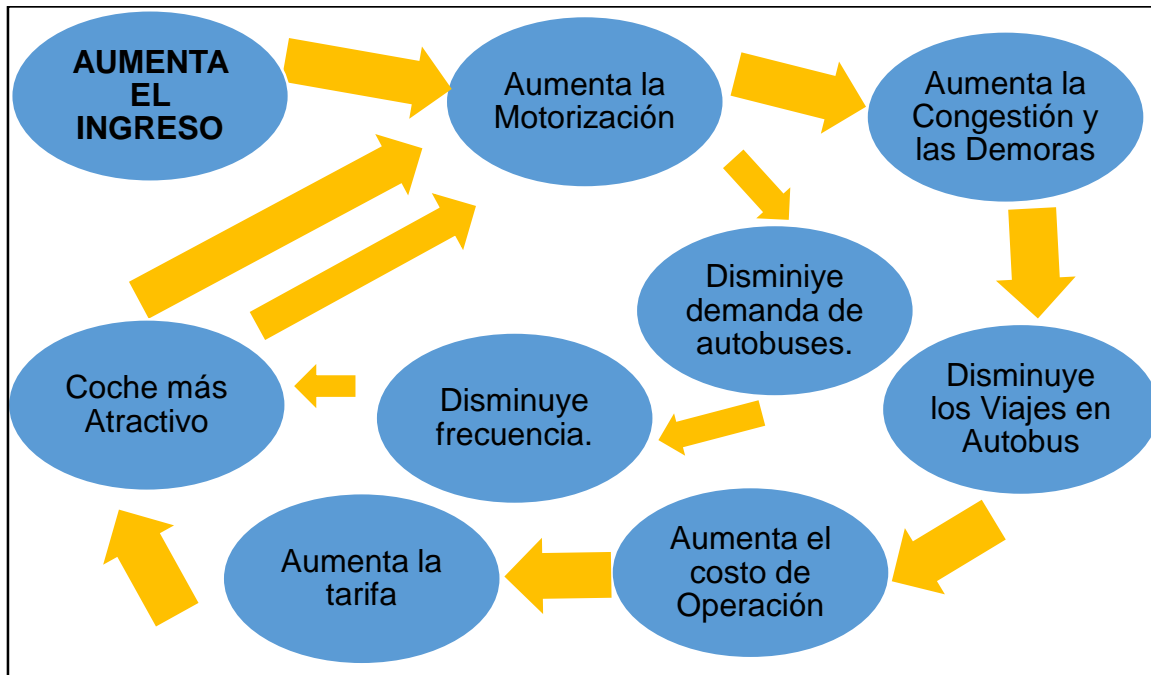 AUMENTA
EL
INGRESO
Aumenta la
Motorización
Aumenta la
Congestión y
las Demoras
Disminiye
demanda de
autobuses.
Disminuye
los Viajes en
Autobus
Coche más
Atractivo
Disminuye
frecuencia.
Aumenta la
tarifa
Aumenta el
costo de
Operación